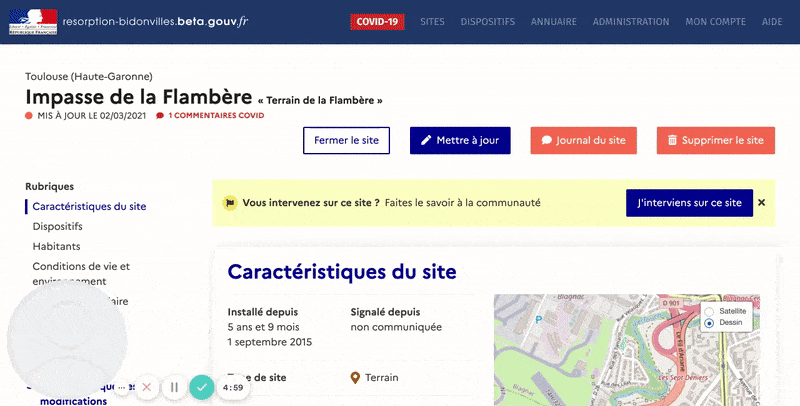 resorption-bidonvilles.beta.gouv.fr
COVID-19 SITES DISPOSITIFS ANNUAIRE ADMINISTRATION MON COMPTE AIDE
RÉPUBLIQUE FRANÇAISE
Toulouse (Haute-Garonne)
Impasse de la Flambère « Terrain de la Flambère »
MIS À JOUR LE 02/03/2021 1 COMMENTAIRES COVID
Fermer le site Mettre à jour Journal du site Supprimer le site
Rubriques
Caractéristiques du site
Dispositifs
Habitants
Conditions de vie et
environnement
Vous intervenez sur ce site ? Faites le savoir à la communauté J'interviens sur ce site ×
Caractéristiques du site
Installé depuis
5 ans et 9 mois
1 septembre 2015
Signalé depuis
non communiquée
de site
Terrain
Satellite
Dessin
D 901
Blagnac
Les Sept Deniers
P
4:59
modifications